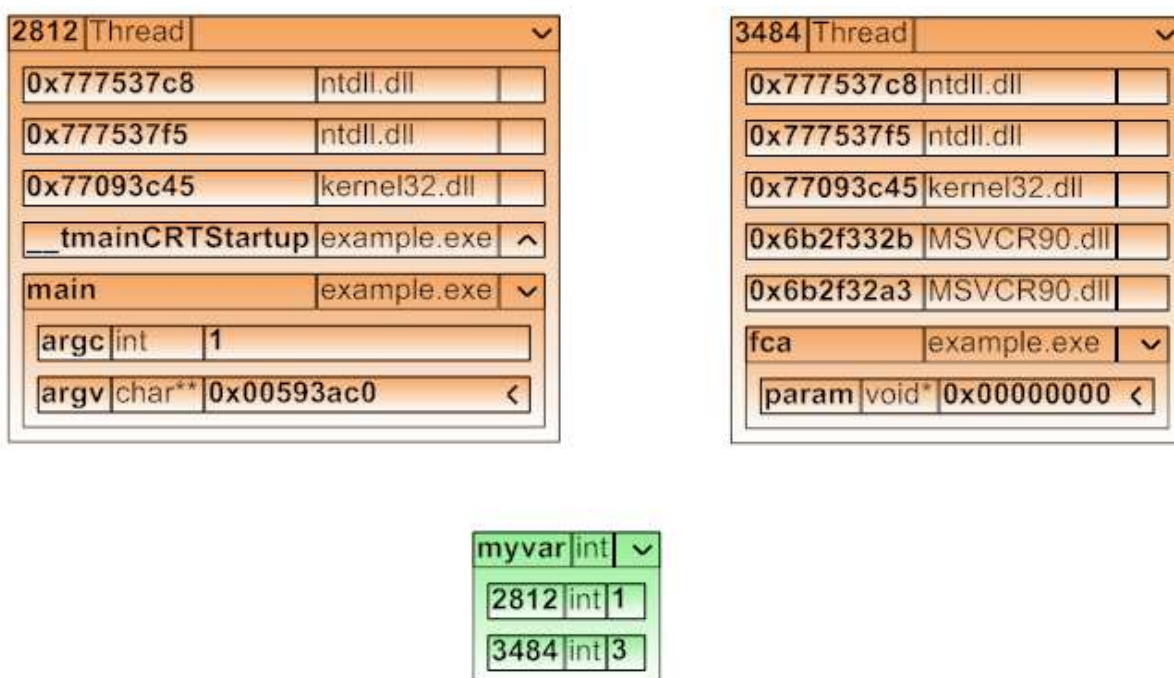 2812 Thread
0x777537c8 ntdll.dll
0x777537f5 ntdll.dll
0x77093c45 kernel32.dll
__tmainCRTStartup example.exe
main example.exe
argc int 1
argv char** 0x00593ac0
3484 Thread
0x777537c8 ntdll.dll
0x777537f5 ntdll.dll
0x77093c45 kernel32.dll
0x6b2f332b MSVCR90.dll
0x6b2f32a3 MSVCR90.dll
fca example.exe
param void* 0x00000000
myvar int
2812 int 1
3484 int 3